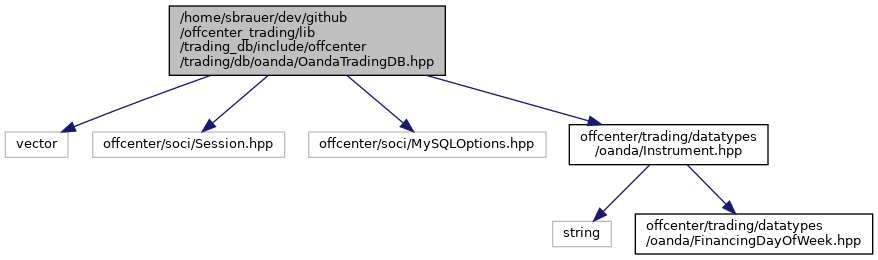 /home/sbrauer/dev/github
/offcenter_trading/lib
/trading_db/include/offcenter
/trading/db/oanda/OandaTradingDB.hpp
vector
offcenter/soci/Session.hpp
offcenter/soci/MySQLOptions.hpp
offcenter/trading/datatypes
/oanda/Instrument.hpp
string
offcenter/trading/datatypes
/oanda/FinancingDayOfWeek.hpp